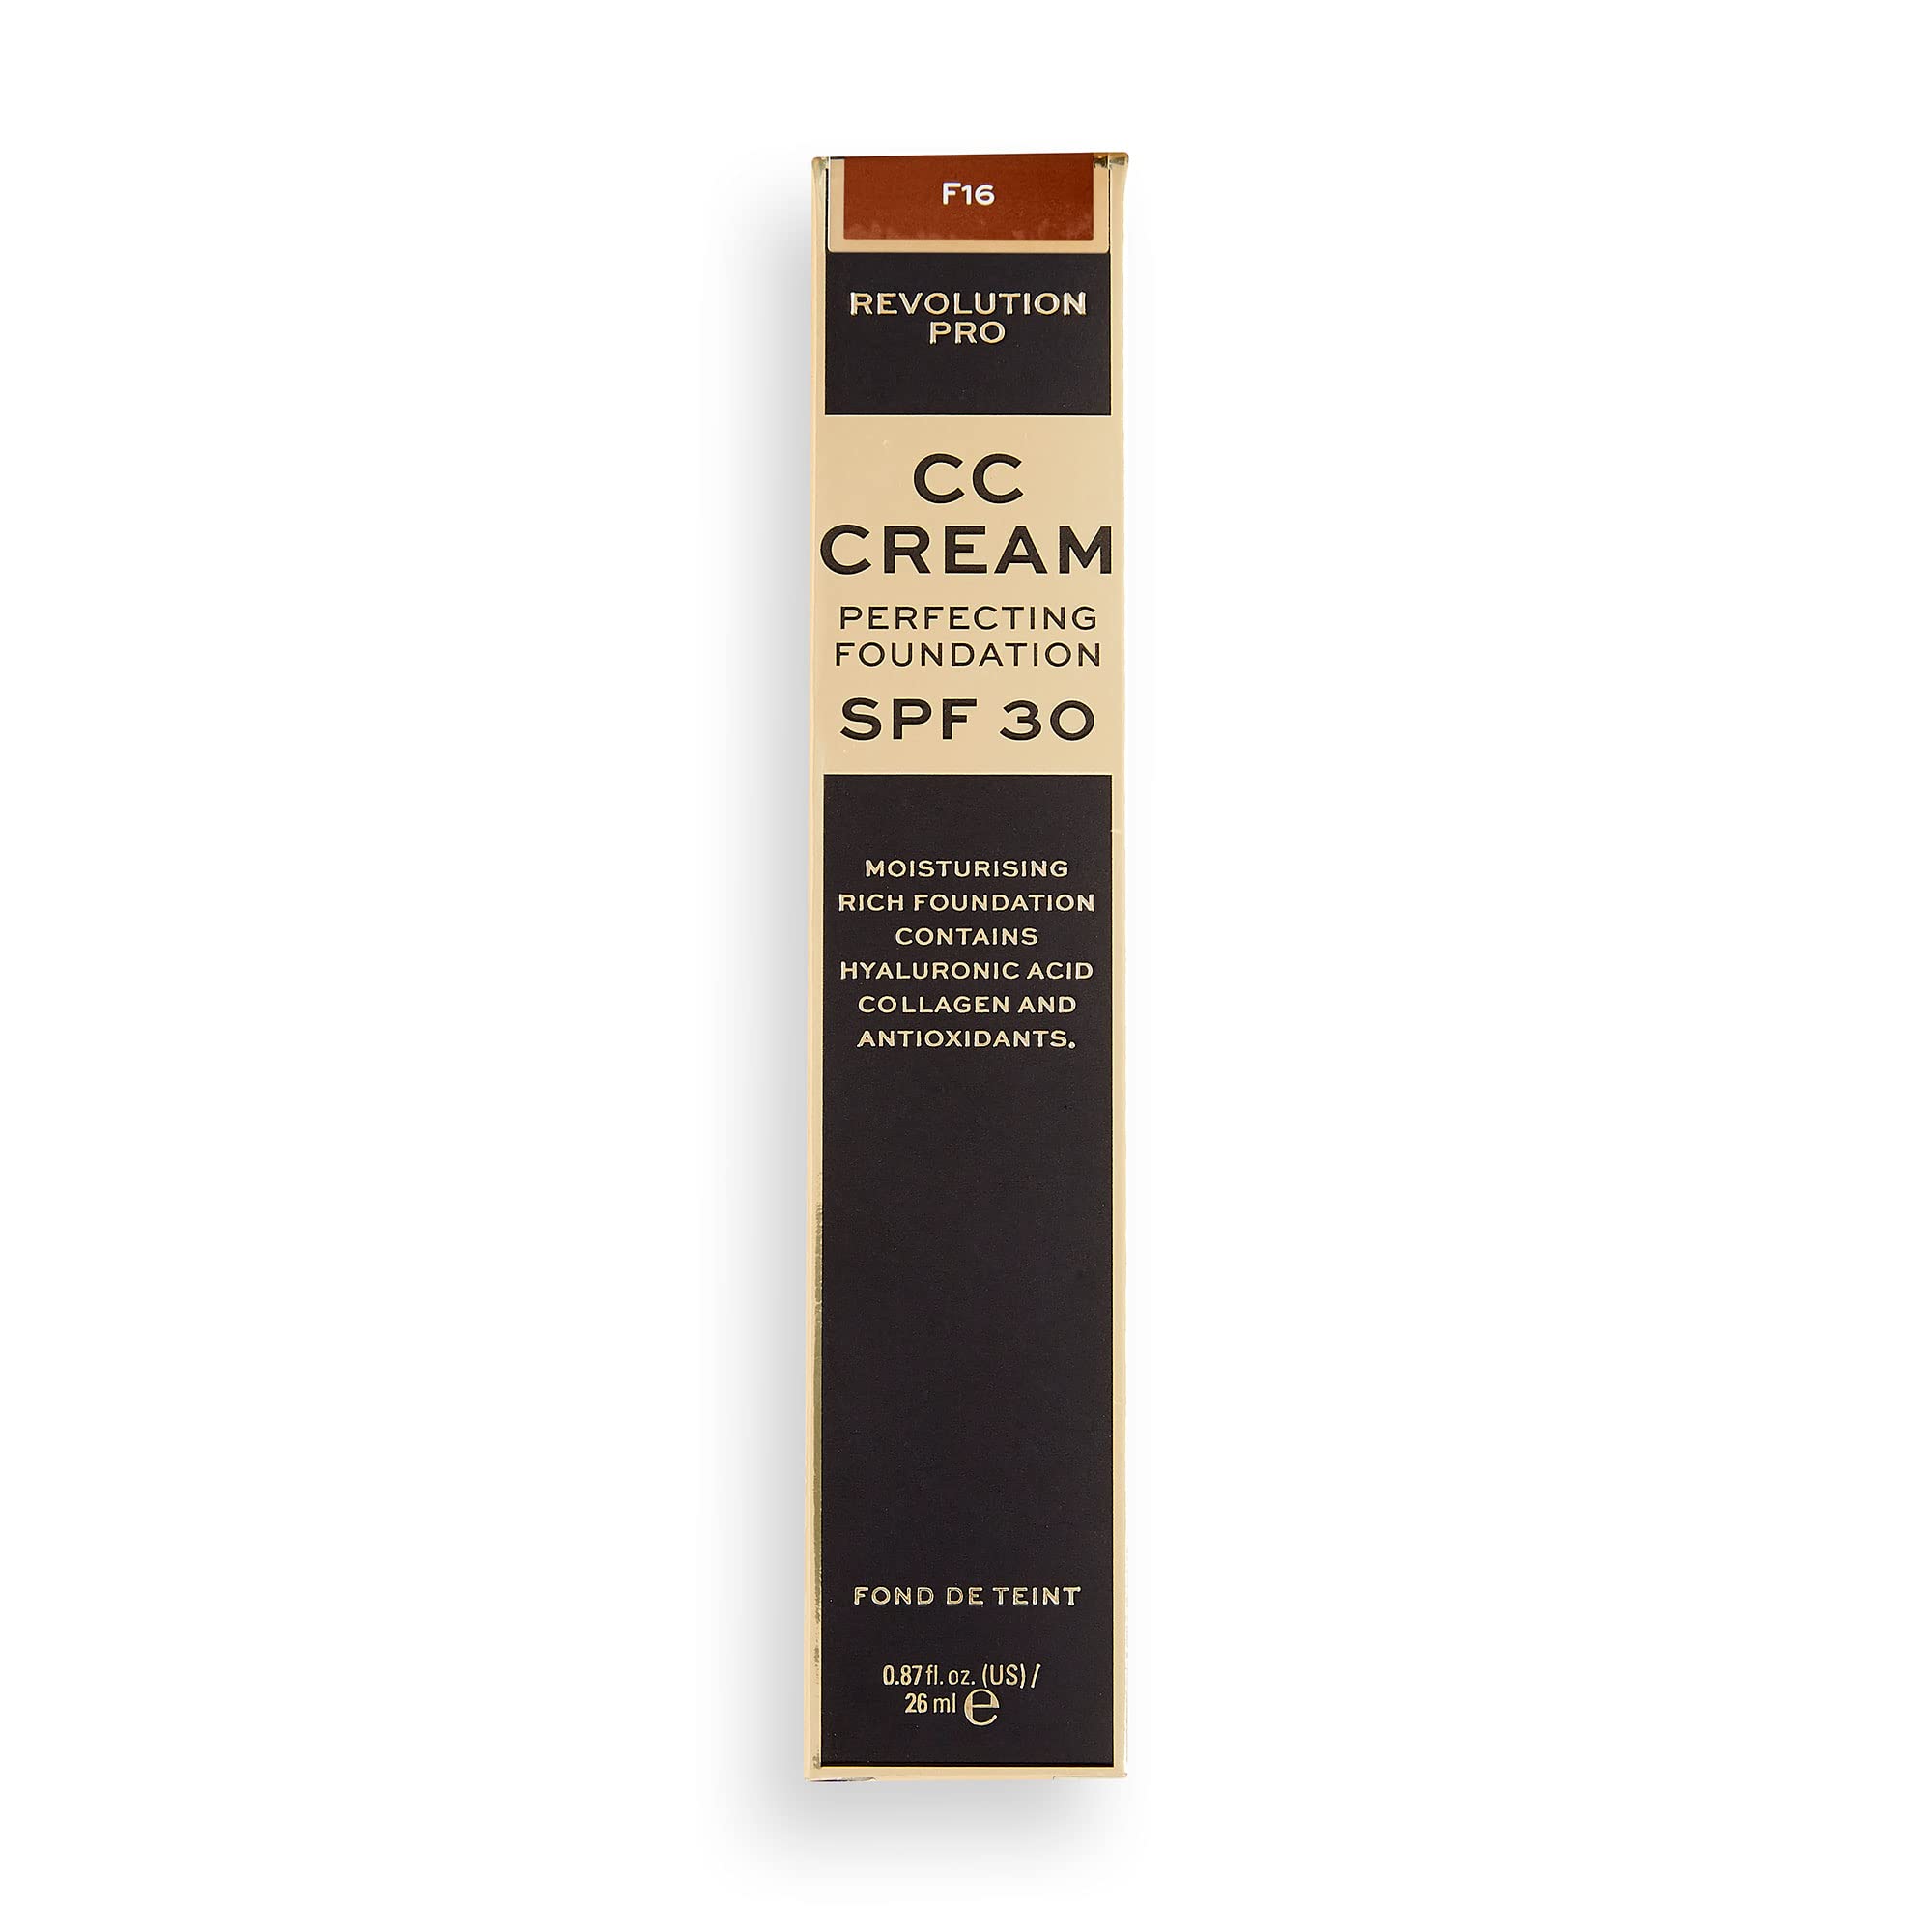 F16
REVOLUTION
PRO
CC
CREAM
PERFECTING
FOUNDATION
SPF 30
MOISTURISING
RICH FOUNDATION
CONTAINS
HYALURONIC ACID
COLLAGEN AND
ANTIOXIDANTS.
FOND DE TEINT
0.87 fl. oz. (US) /
26 ml ℮